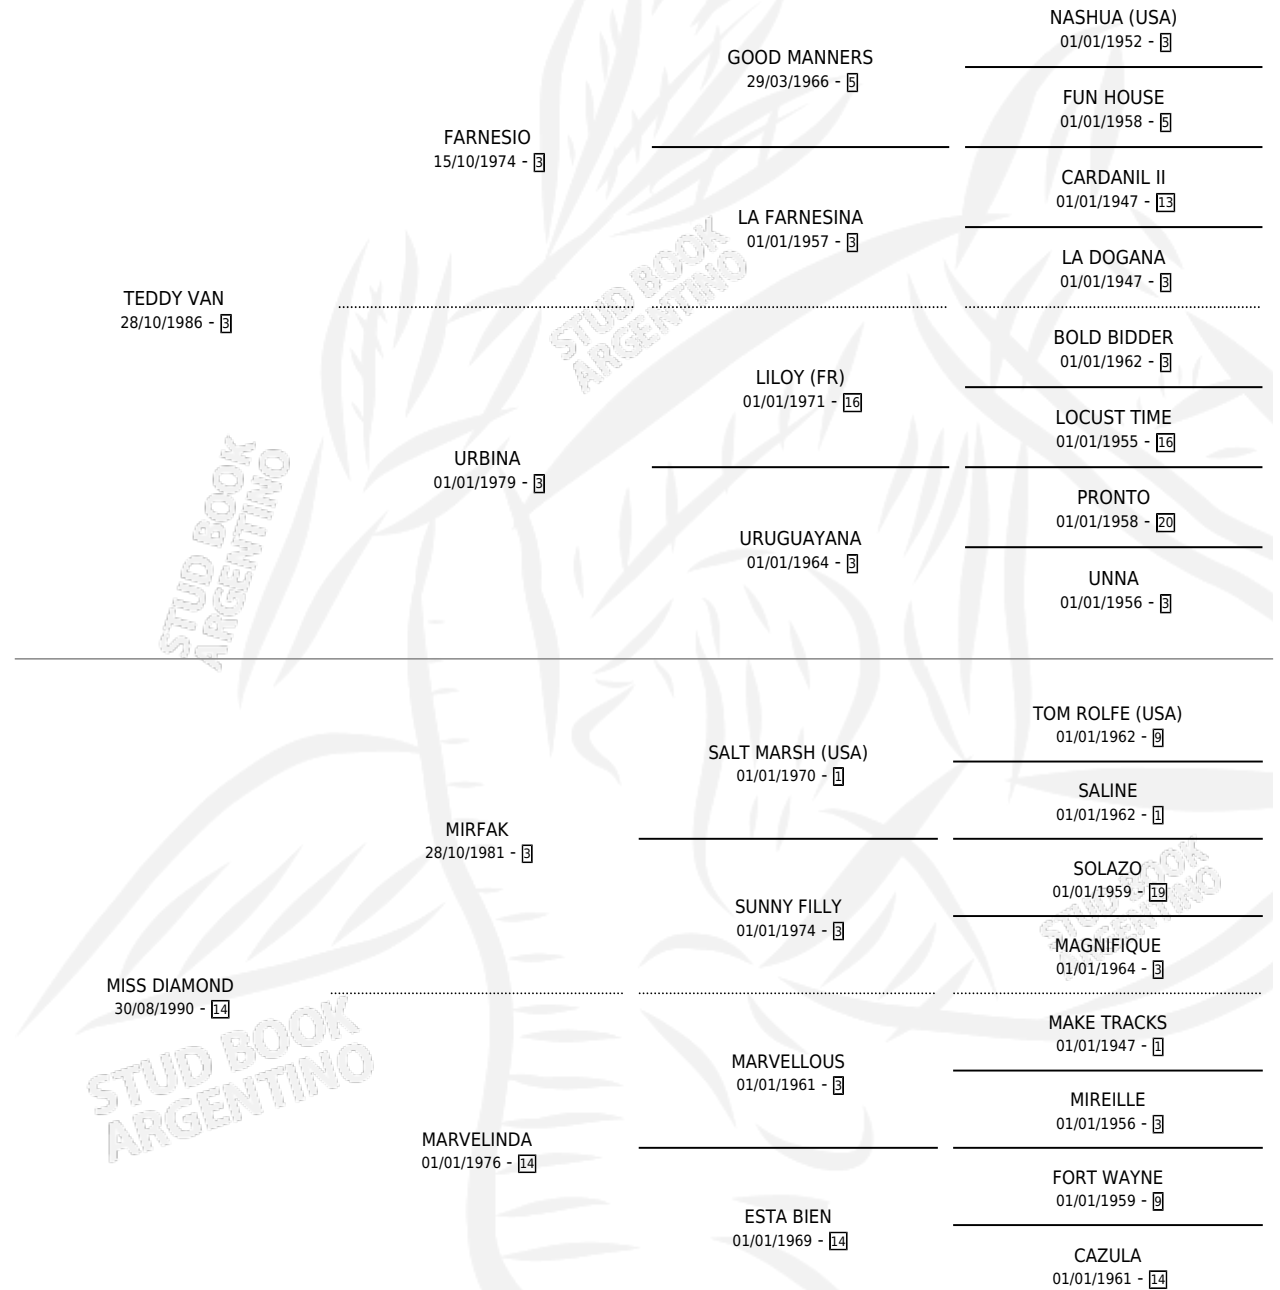 NASHUA (USA)
01/01/1952 - 3
GOOD MANNERS
29/03/1966 - 5
FUN HOUSE
01/01/1958 - 5
FARNESIO
15/10/1974 - 3
CARDANIL II
01/01/1947 - 13
LA FARNESINA
01/01/1957 - 3
LA DOGANA
01/01/1947 - 3
TEDDY VAN
28/10/1986 - 3
STUD BOOK
ARGENTINO
BOLD BIDDER
01/01/1962 - 3
LILOY (FR)
01/01/1971 - 16
LOCUST TIME
01/01/1955 - 16
URBINA
01/01/1979 - 3
PRONTO
01/01/1958 - 20
URUGUAYANA
01/01/1964 - 3
UNNA
01/01/1956 - 3
STUD BOOK
ARGENTINO
TOM ROLFE (USA)
01/01/1962 - 9
SALT MARSH (USA)
01/01/1970 - 1
SALINE
01/01/1962 - 1
MIRFAK
28/10/1981 - 3
SOLAZO
01/01/1959 - 19
SUNNY FILLY
01/01/1974 - 3
MAGNIFIQUE
01/01/1964 - 3
STUD BOOK
ARGENTINO
MISS DIAMOND
30/08/1990 - 14
MAKE TRACKS
01/01/1947 - 1
MARVELLOUS
01/01/1961 - 3
MIREILLE
01/01/1956 - 3
STUD BOOK
ARGENTINO
MARVELINDA
01/01/1976 - 14
FORT WAYNE
01/01/1959 - 9
ESTA BIEN
01/01/1969 - 14
CAZULA
01/01/1961 - 14